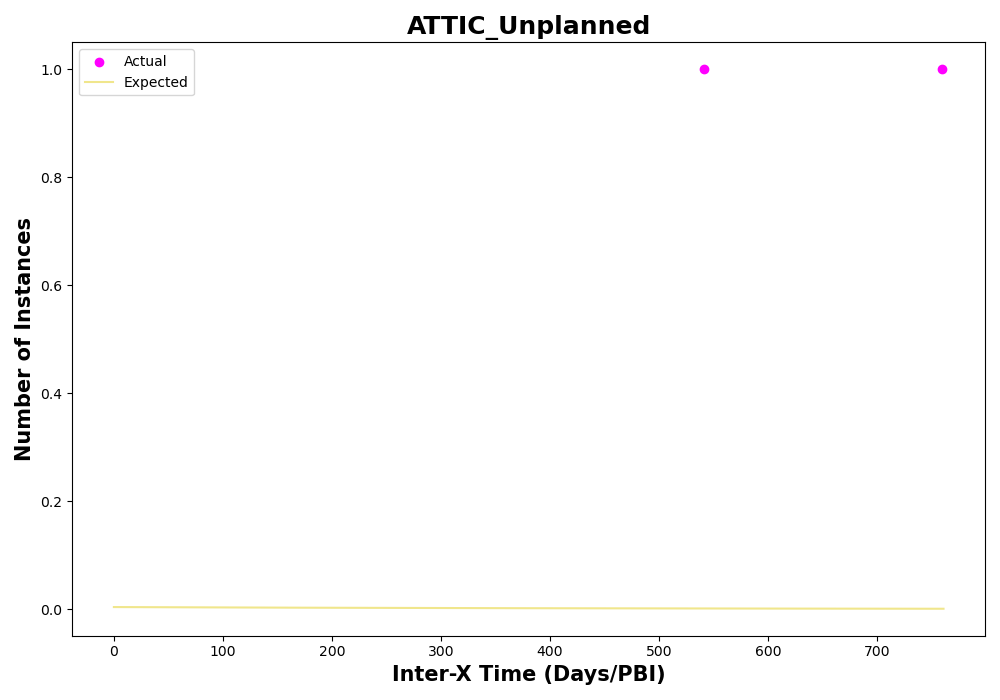 ATTIC_Unplanned
Actual
Expected
1.0
0.8
0.6
0.4
0.2
0.0
Number of Instances
0 100 200 300 400 500 600 700
Inter-X Time (Days/PBI)